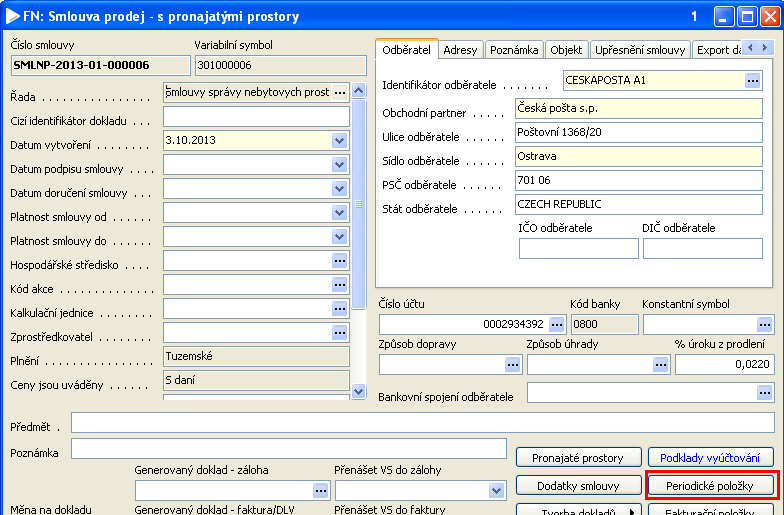 FN: Smlouva prodej - s pronajatými prostory 1
Číslo smlouvy Variabilní symbol
SMLNP-2013-01-000006 301000006
Řada . . . . . . . . . . . . . . . Smlouvy správy nebytovych prost ...
Cizí identifikátor dokladu . .
Datum vytvoření . . . . . . . . 3.10.2013
Datum podpisu smlouvy . . .
Datum doručení smlouvy . . .
Platnost smlouvy od . . . . . .
Platnost smlouvy do . . . . . .
Hospodářské středisko . . . . ...
Kód akce . . . . . . . . . . . . . ...
Kalkulační jednice . . . . . . . ...
Zprostředkovatel . . . . . . . . ...
Plnění . . . . . . . . . . . . . . . Tuzemské
Ceny jsou uváděny . . . . . . S daní
Odběratel Adresy Poznámka Objekt Upřesnění smlouvy Export da
Identifikátor odběratele . . . . . . . CESKAPOSTA A1 ...
Obchodní partner . . . . . Česká pošta s.p.
Ulice odběratele . . . . . . Poštovní 1368/20
Sídlo odběratele . . . . . . Ostrava
PSČ odběratele . . . . . . 701 06
Stát odběratele . . . . . . CZECH REPUBLIC
IČO odběratele DIČ odběratele
Číslo účtu Kód banky Konstantní symbol
0002934392 ... 0800 ...
Způsob dopravy Způsob úhrady % úroku z prodlení
... ... 0,0220
Bankovní spojení odběratele ...
Předmět .
Poznámka
Pronajaté prostory Podklady vyúčtování
Generovaný doklad - záloha Přenášet VS do zálohy
... Dodatky smlouvy Periodické položky
Měna na dokladu Generovaný doklad - faktura/DLV Přenášet VS do faktury Tvorba dokladů Fakturační položky